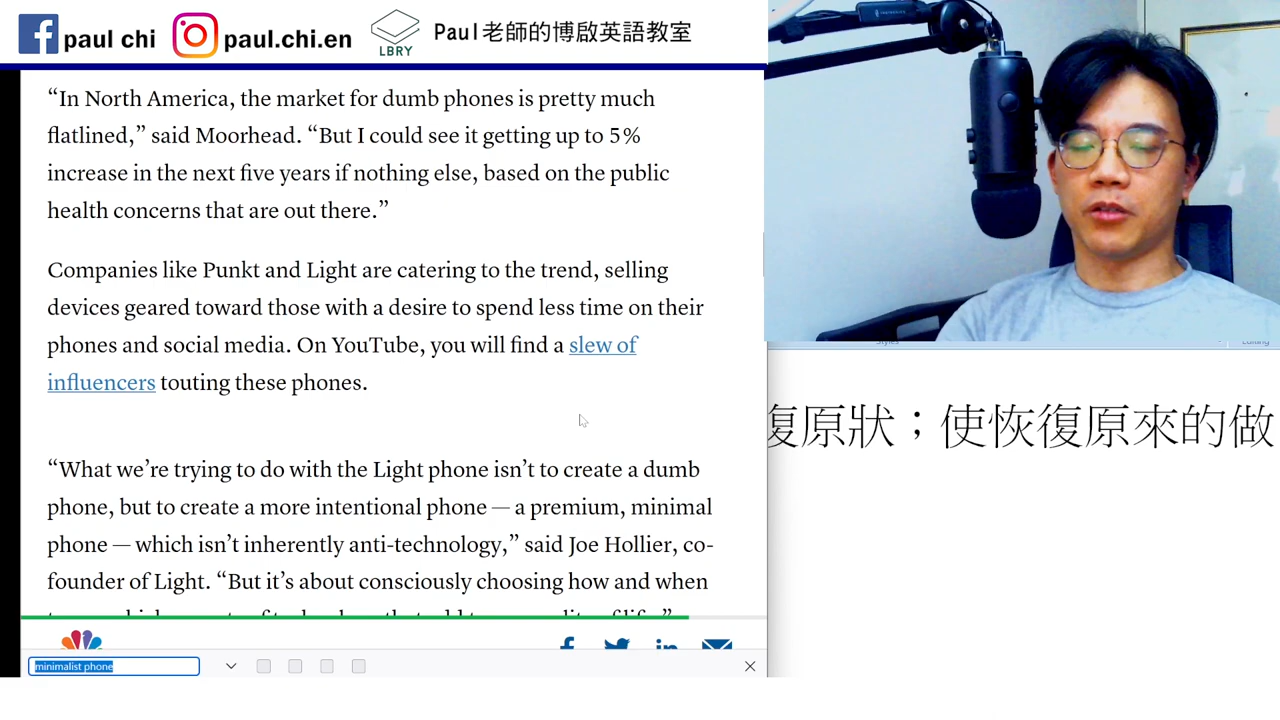 paul chi
paul.chi.en
LBRY
Paul老師的博啟英語教室
“In North America, the market for dumb phones is pretty much
flatlined,” said Moorhead. “But I could see it getting up to 5%
increase in the next five years if nothing else, based on the public
health concerns that are out there.”
Companies like Punkt and Light are catering to the trend, selling
devices geared toward those with a desire to spend less time on their
phones and social media. On YouTube, you will find a slew of
influencers touting these phones.
“What we’re trying to do with the Light phone isn’t to create a dumb
phone, but to create a more intentional phone — a premium, minimal
phone — which isn’t inherently anti-technology,” said Joe Hollier, co-
founder of Light. “But it’s about consciously choosing how and when
minimalist phone
復原狀；使恢復原來的做